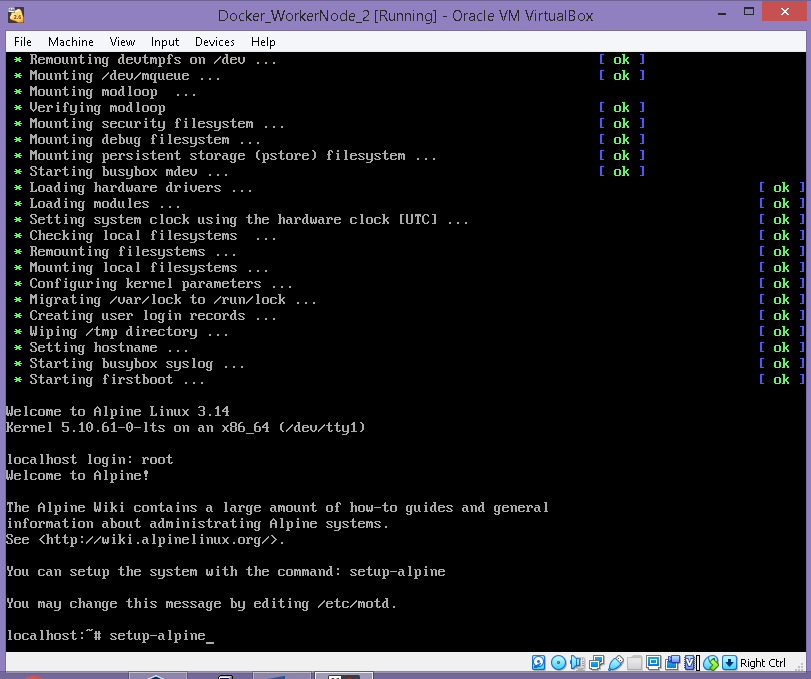 Docker_WorkerNode_2 [Running] - Oracle VM VirtualBox
File Machine View Input Devices Help
* Remounting devtmpfs on /dev ... [ ok ]
* Mounting /dev/mqueue ... [ ok ]
* Mounting modloop  ...
* Verifying modloop [ ok ]
* Mounting security filesystem ... [ ok ]
* Mounting debug filesystem ... [ ok ]
* Mounting persistent storage (pstore) filesystem ... [ ok ]
* Starting busybox mdev ... [ ok ]
* Loading hardware drivers ... [ ok ]
* Loading modules ... [ ok ]
* Setting system clock using the hardware clock [UTC] ... [ ok ]
* Checking local filesystems  ... [ ok ]
* Remounting filesystems ... [ ok ]
* Mounting local filesystems ... [ ok ]
* Configuring kernel parameters ... [ ok ]
* Migrating /var/lock to /run/lock ... [ ok ]
* Creating user login records ... [ ok ]
* Wiping /tmp directory ... [ ok ]
* Setting hostname ... [ ok ]
* Starting busybox syslog ... [ ok ]
* Starting firstboot ... [ ok ]
Welcome to Alpine Linux 3.14
Kernel 5.10.61-0-lts on an x86_64 (/dev/tty1)
localhost login: root
Welcome to Alpine!
The Alpine Wiki contains a large amount of how-to guides and general
information about administrating Alpine systems.
See <http://wiki.alpinelinux.org/>.
You can setup the system with the command: setup-alpine
You may change this message by editing /etc/motd.
localhost:~# setup-alpine_
Right Ctrl